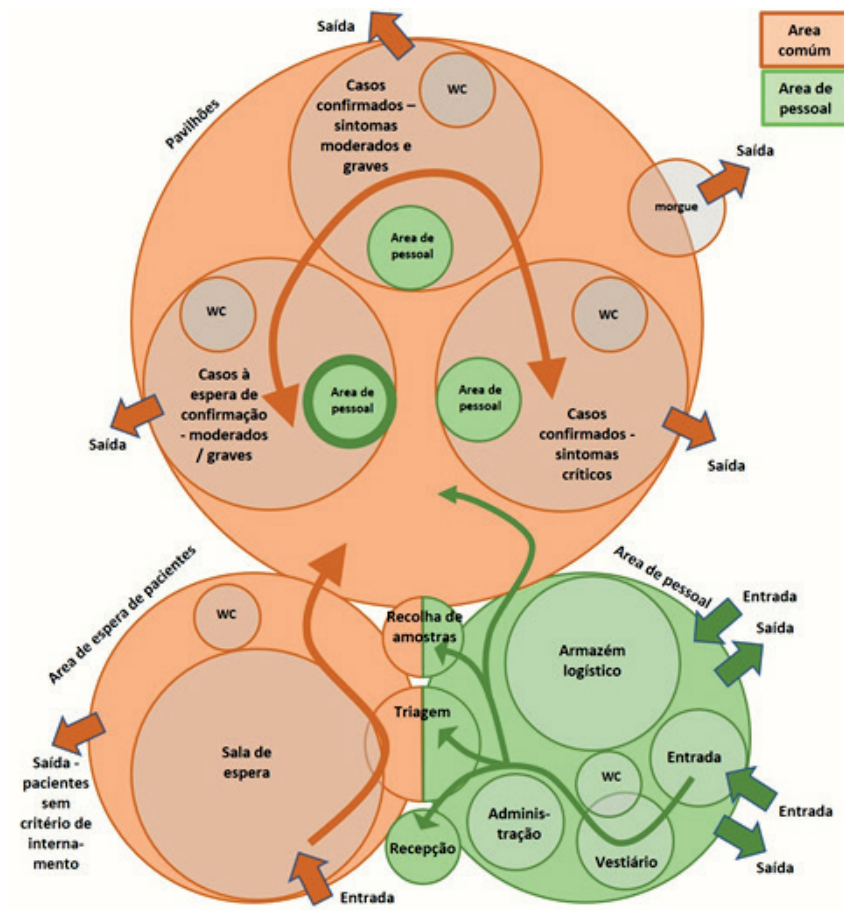 Saída
Area
comúm
Area de
pessoal
Pavilhões
Casos
confirmados –
sintomas
moderados e
graves
WC
Saída
morgue
Area de
pessoal
WC
Casos à
espera de
confirmação
- moderados
/ graves
Area de
pessoal
Saída
WC
Area de
pessoal
Casos
confirmados -
sintomas
críticos
Saída
Area de espera de pacientes
WC
Sala de
espera
Saída -
pacientes
sem
critério de
interna-
mento
Entrada
Recolha de
amostras
Triagem
Recepção
Area de pessoal
Entrada
Saída
Armazém
logístico
WC
Entrada
Adminis-
tração
Vestiário
Entrada
Saída